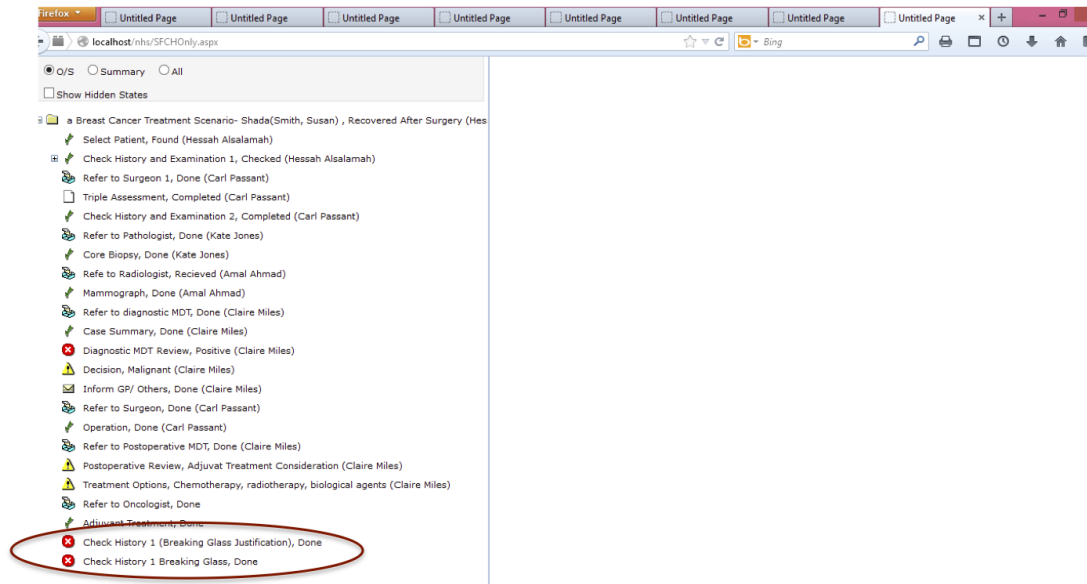 Firefox
Untitled Page
Untitled Page
Untitled Page
Untitled Page
Untitled Page
Untitled Page
Untitled Page
Untitled Page
localhost/nhs/SFCHOnly.aspx
Bing
O/S Summary All
Show Hidden States
a Breast Cancer Treatment Scenario- Shada(Smith, Susan) , Recovered After Surgery (Hes
Select Patient, Found (Hessah Alsalamah)
Check History and Examination 1, Checked (Hessah Alsalamah)
Refer to Surgeon 1, Done (Carl Passant)
Triple Assessment, Completed (Carl Passant)
Check History and Examination 2, Completed (Carl Passant)
Refer to Pathologist, Done (Kate Jones)
Core Biopsy, Done (Kate Jones)
Refe to Radiologist, Recieved (Amal Ahmad)
Mammograph, Done (Amal Ahmad)
Refer to diagnostic MDT, Done (Claire Miles)
Case Summary, Done (Claire Miles)
Diagnostic MDT Review, Positive (Claire Miles)
Decision, Malignant (Claire Miles)
Inform GP/ Others, Done (Claire Miles)
Refer to Surgeon, Done (Carl Passant)
Operation, Done (Carl Passant)
Refer to Postoperative MDT, Done (Claire Miles)
Postoperative Review, Adjuvat Treatment Consideration (Claire Miles)
Treatment Options, Chemotherapy, radiotherapy, biological agents (Claire Miles)
Refer to Oncologist, Done
Adjuvant Treatment, Done
Check History 1 (Breaking Glass Justification), Done
Check History 1 Breaking Glass, Done